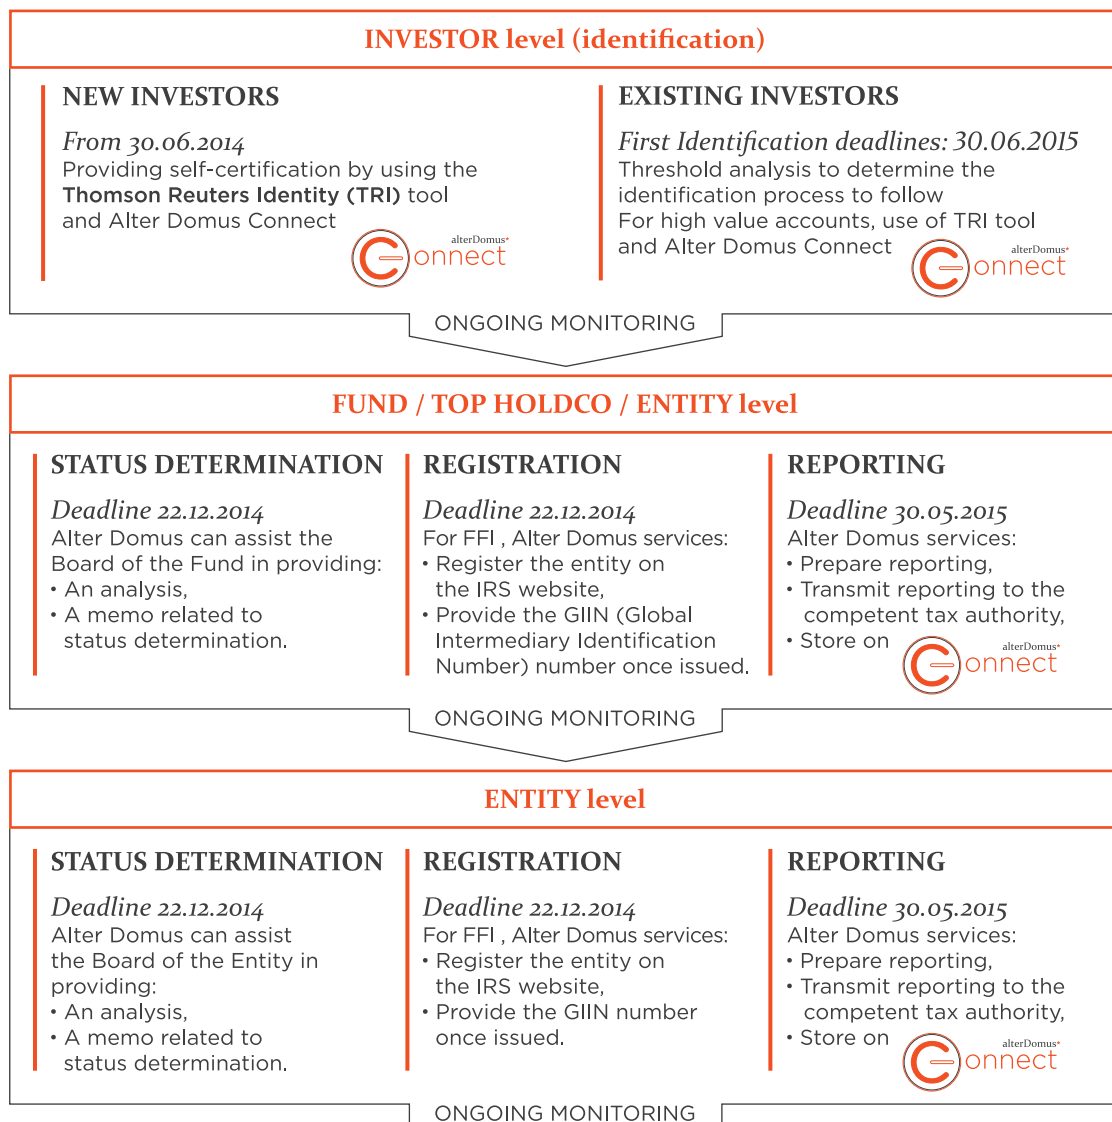 INVESTOR level (identification)
NEW INVESTORS
From 30.06.2014
Providing self-certification by using the
Thomson Reuters Identity (TRI) tool
and Alter Domus Connect
alterDomus*
Connect
EXISTING INVESTORS
First Identification deadlines: 30.06.2015
Threshold analysis to determine the
identification process to follow
For high value accounts, use of TRI tool
and Alter Domus Connect
alterDomus*
Connect
ONGOING MONITORING
FUND / TOP HOLDCO / ENTITY level
STATUS DETERMINATION
Deadline 22.12.2014
Alter Domus can assist the
Board of the Fund in providing:
• An analysis,
• A memo related to
status determination.
REGISTRATION
Deadline 22.12.2014
For FFI , Alter Domus services:
• Register the entity on
the IRS website,
• Provide the GIIN (Global
Intermediary Identification
Number) number once issued.
REPORTING
Deadline 30.05.2015
Alter Domus services:
• Prepare reporting,
• Transmit reporting to the
competent tax authority,
• Store on
alterDomus*
Connect
ONGOING MONITORING
ENTITY level
STATUS DETERMINATION
Deadline 22.12.2014
Alter Domus can assist
the Board of the Entity in
providing:
• An analysis,
• A memo related to
status determination.
REGISTRATION
Deadline 22.12.2014
For FFI , Alter Domus services:
• Register the entity on
the IRS website,
• Provide the GIIN number
once issued.
REPORTING
Deadline 30.05.2015
Alter Domus services:
• Prepare reporting,
• Transmit reporting to the
competent tax authority,
• Store on
alterDomus*
Connect
ONGOING MONITORING